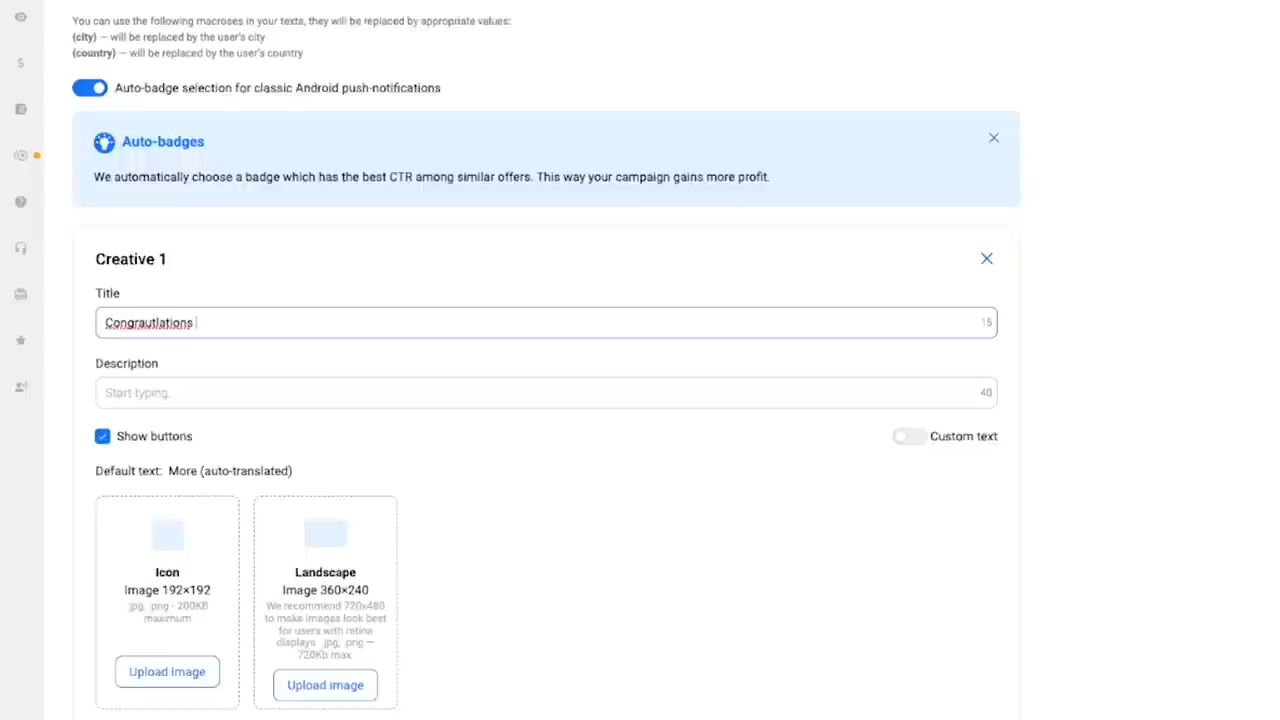 You can use the following macroses in your texts, they will be replaced by appropriate values:
{city} — will be replaced by the user's city
{country} — will be replaced by the user's country
Auto-badge selection for classic Android push-notifications
Auto-badges
We automatically choose a badge which has the best CTR among similar offers. This way your campaign gains more profit.
Creative 1
Title
Congrautlations
15
Description
Start typing.
40
Show buttons
Custom text
Default text: More (auto-translated)
Icon
Image 192×192
.jpg, .png - 200KB
maximum
Upload image
Landscape
Image 360×240
We recommend 720x480
to make images look best
for users with retina
displays .jpg, .png —
720Kb max
Upload image